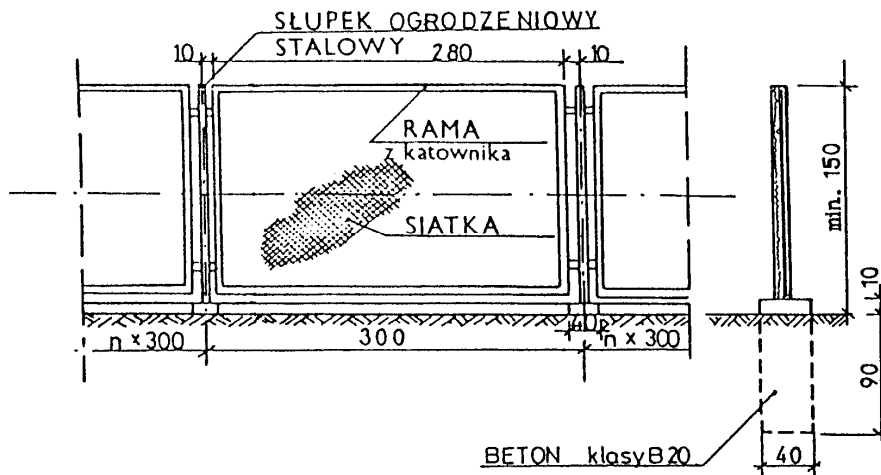 SŁUPEK OGRODZENIOWY
STALOWY
10
280
10
RAMA
z katownika
SIATKA
min. 150
10
40
n × 300
300
n × 300
90
BETON klasy B20
40